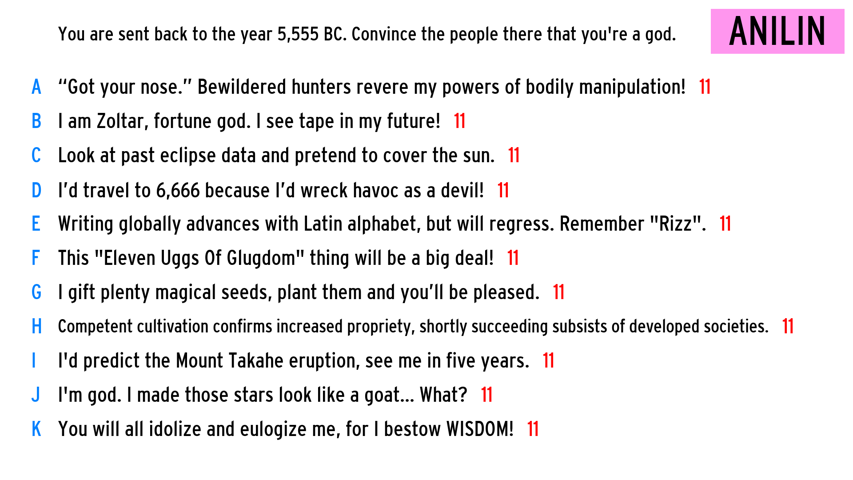 You are sent back to the year 5,555 BC. Convince the people there that you're a god.
ANILIN
A “Got your nose.” Bewildered hunters revere my powers of bodily manipulation! 11
B I am Zoltar, fortune god. I see tape in my future! 11
C Look at past eclipse data and pretend to cover the sun. 11
D I’d travel to 6,666 because I’d wreck havoc as a devil! 11
E Writing globally advances with Latin alphabet, but will regress. Remember "Rizz". 11
F This "Eleven Uggs Of Glugdom" thing will be a big deal! 11
G I gift plenty magical seeds, plant them and you’ll be pleased. 11
H Competent cultivation confirms increased propriety, shortly succeeding subsists of developed societies. 11
I I'd predict the Mount Takahe eruption, see me in five years. 11
J I'm god. I made those stars look like a goat... What? 11
K You will all idolize and eulogize me, for I bestow WISDOM! 11